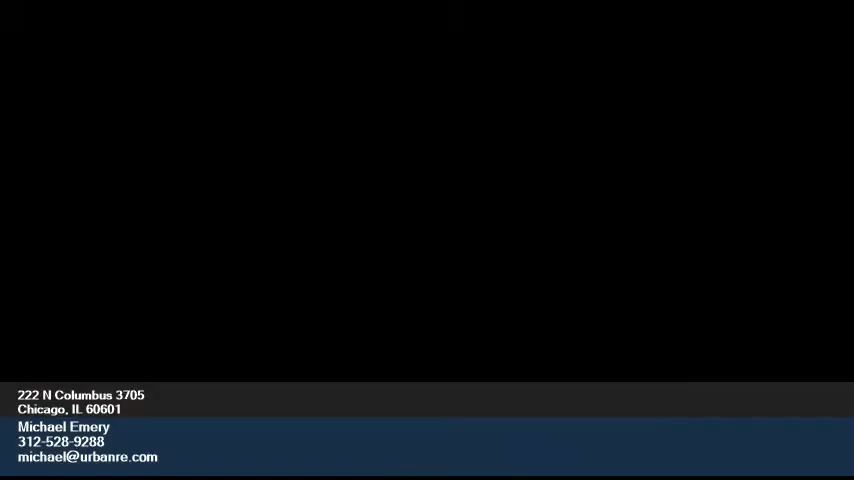 222 N Columbus 3705
Chicago, IL 60601
Michael Emery
312-528-9288
michael@urbanre.com